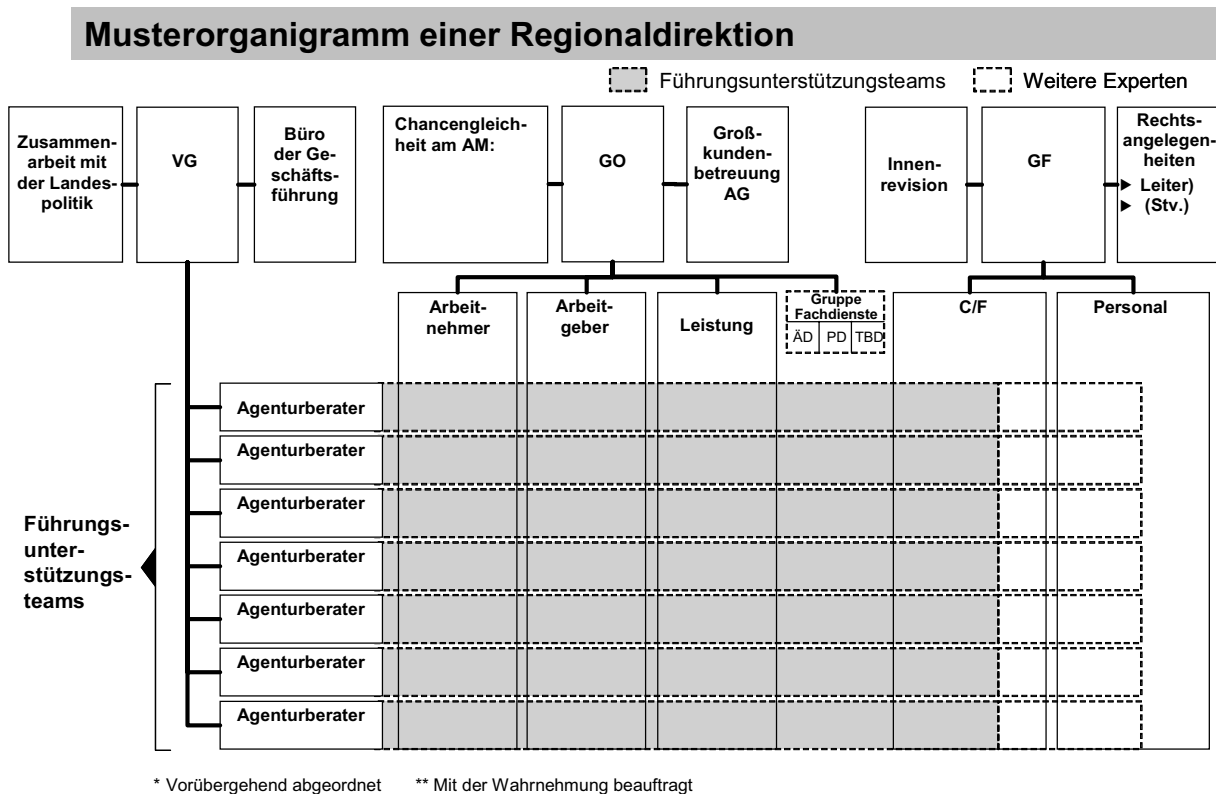 Musterorganigramm einer Regionaldirektion
Führungsunterstützungsteams
Weitere Experten
Zusammen-
arbeit mit
der Landes-
politik
VG
Büro
der Ge-
schäfts-
führung
Chancengleich-
heit am AM:
GO
Groß-
kunden-
betreuung
AG
Innen-
revision
GF
Rechts-
angelegen-
heiten
► Leiter)
► (Stv.)
Arbeit-
nehmer
Arbeit-
geber
Leistung
Gruppe
Fachdienste
ÄD PD TBD
C/F
Personal
Führungs-
unter-
stützungs-
teams
Agenturberater
Agenturberater
Agenturberater
Agenturberater
Agenturberater
Agenturberater
Agenturberater
* Vorübergehend abgeordnet ** Mit der Wahrnehmung beauftragt